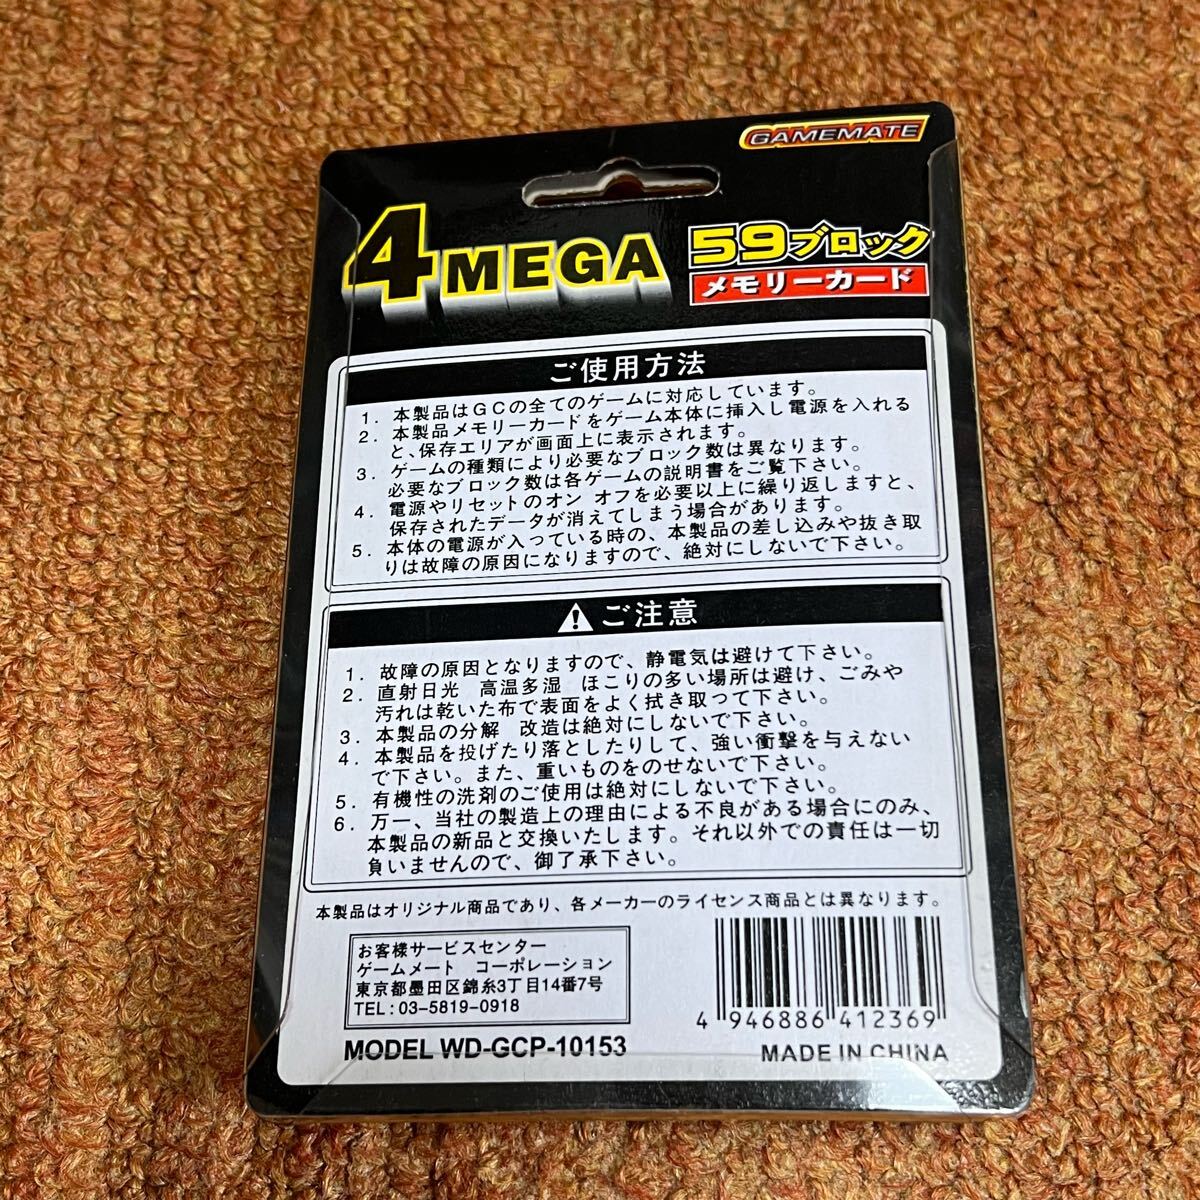 GAMEMATE
4MEGA
59ブロック
メモリーカード
ご使用方法
1. 本製品はGCの全てのゲームに対応しています。
2. 本製品メモリーカードをゲーム本体に挿入し電源を入れる
と、保存エリアが画面上に表示されます。
3. ゲームの種類により必要なブロック数は異なります。
必要なブロック数は各ゲームの説明書をご覧下さい。
4. 電源やリセットのオン オフを必要以上に繰り返しますと、
保存されたデータが消えてしまう場合があります。
5. 本体の電源が入っている時の、本製品の差し込みや抜き取
りは故障の原因になりますので、絶対にしないで下さい。
ご注意
1. 故障の原因となりますので、静電気は避けて下さい。
2. 直射日光 高温多湿 ほこりの多い場所は避け、ごみや
汚れは乾いた布で表面をよく拭き取って下さい。
3. 本製品の分解 改造は絶対にしないで下さい。
4. 本製品を投げたり落としたりして、強い衝撃を与えない
で下さい。また、重いものをのせないで下さい。
5. 有機性の洗剤のご使用は絶対にしないで下さい。
6. 万一、当社の製造上の理由による不良がある場合にのみ、
本製品の新品と交換いたします。それ以外での責任は一切
負いませんので、御了承下さい。
本製品はオリジナル商品であり、各メーカーのライセンス商品とは異なります。
お客様サービスセンター
ゲームメート コーポレーション
東京都墨田区錦糸3丁目14番7号
TEL:03-5819-0918
4 946886 412369
MODEL WD-GCP-10153
MADE IN CHINA